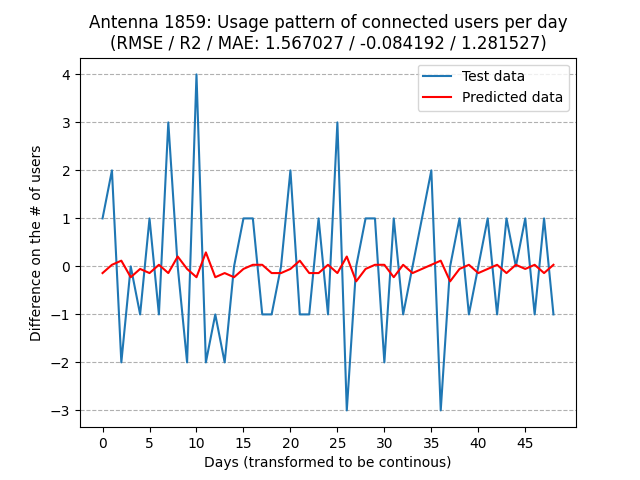 Antenna 1859: Usage pattern of connected users per day
(RMSE / R2 / MAE: 1.567027 / -0.084192 / 1.281527)
Test data
Predicted data
Difference on the # of users
4
3
2
1
0
−1
−2
−3
0 5 10 15 20 25 30 35 40 45
Days (transformed to be continous)